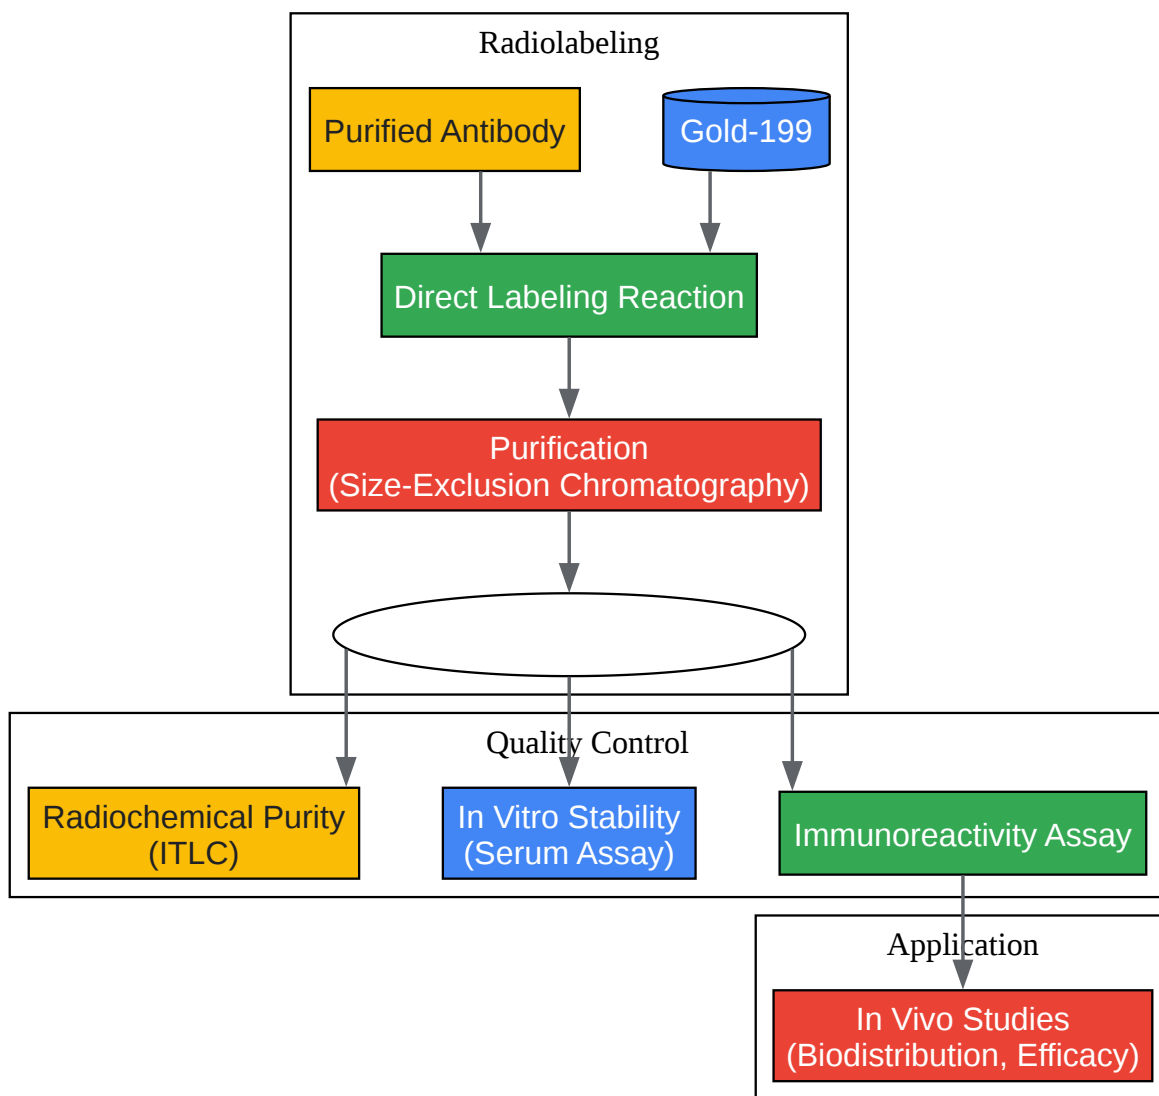 Radiolabeling
Purified Antibody
Gold-199
Direct Labeling Reaction
Purification
(Size-Exclusion Chromatography)
Quality Control
Radiochemical Purity
(ITLC)
In Vitro Stability
(Serum Assay)
Immunoreactivity Assay
Application
In Vivo Studies
(Biodistribution, Efficacy)